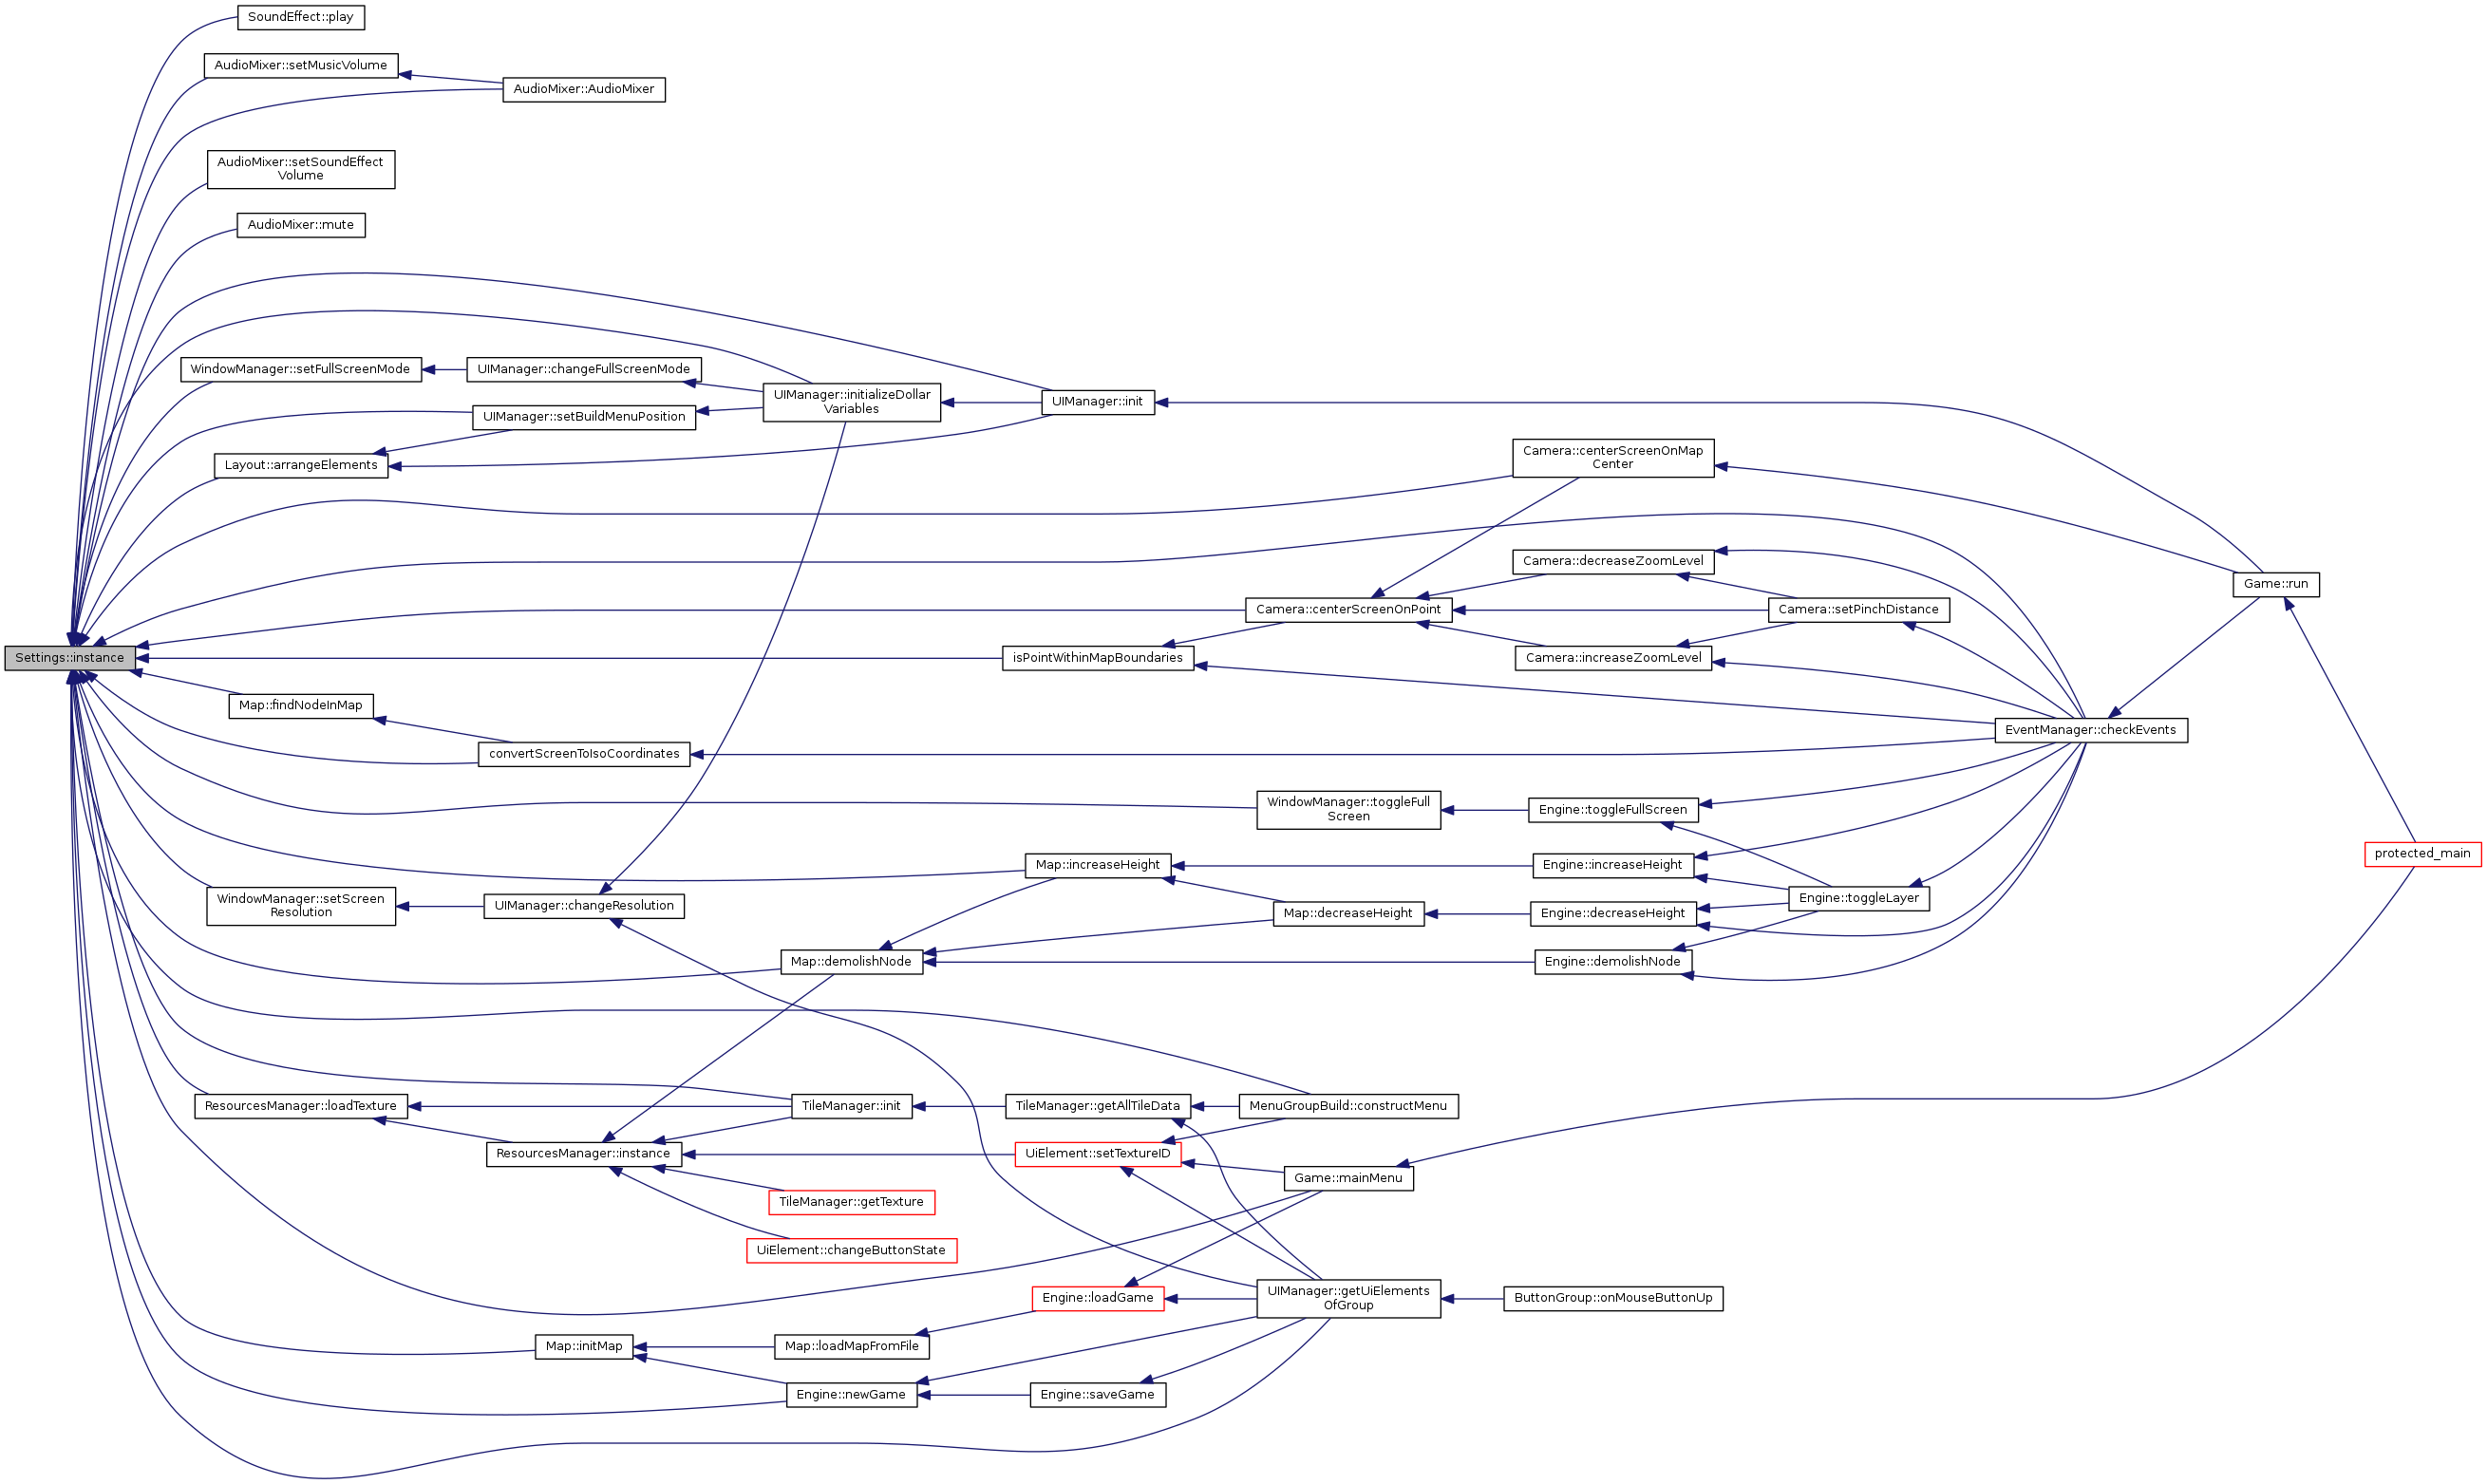 SoundEffect::play
AudioMixer::setMusicVolume
AudioMixer::AudioMixer
AudioMixer::setSoundEffect
Volume
AudioMixer::mute
WindowManager::setFullScreenMode
UIManager::changeFullScreenMode
UIManager::initializeDollar
Variables
UIManager::init
UIManager::setBuildMenuPosition
Layout::arrangeElements
Camera::centerScreenOnMap
Center
Camera::decreaseZoomLevel
Game::run
Camera::centerScreenOnPoint
Camera::setPinchDistance
Settings::instance
isPointWithinMapBoundaries
Camera::increaseZoomLevel
Map::findNodeInMap
EventManager::checkEvents
convertScreenToIsoCoordinates
WindowManager::toggleFull
Screen
Engine::toggleFullScreen
protected_main
Map::increaseHeight
Engine::increaseHeight
WindowManager::setScreen
Resolution
UIManager::changeResolution
Engine::toggleLayer
Map::decreaseHeight
Engine::decreaseHeight
Map::demolishNode
Engine::demolishNode
ResourcesManager::loadTexture
TileManager::init
TileManager::getAllTileData
MenuGroupBuild::constructMenu
ResourcesManager::instance
UiElement::setTextureID
Game::mainMenu
TileManager::getTexture
UiElement::changeButtonState
Engine::loadGame
UIManager::getUiElements
OfGroup
ButtonGroup::onMouseButtonUp
Map::initMap
Map::loadMapFromFile
Engine::newGame
Engine::saveGame